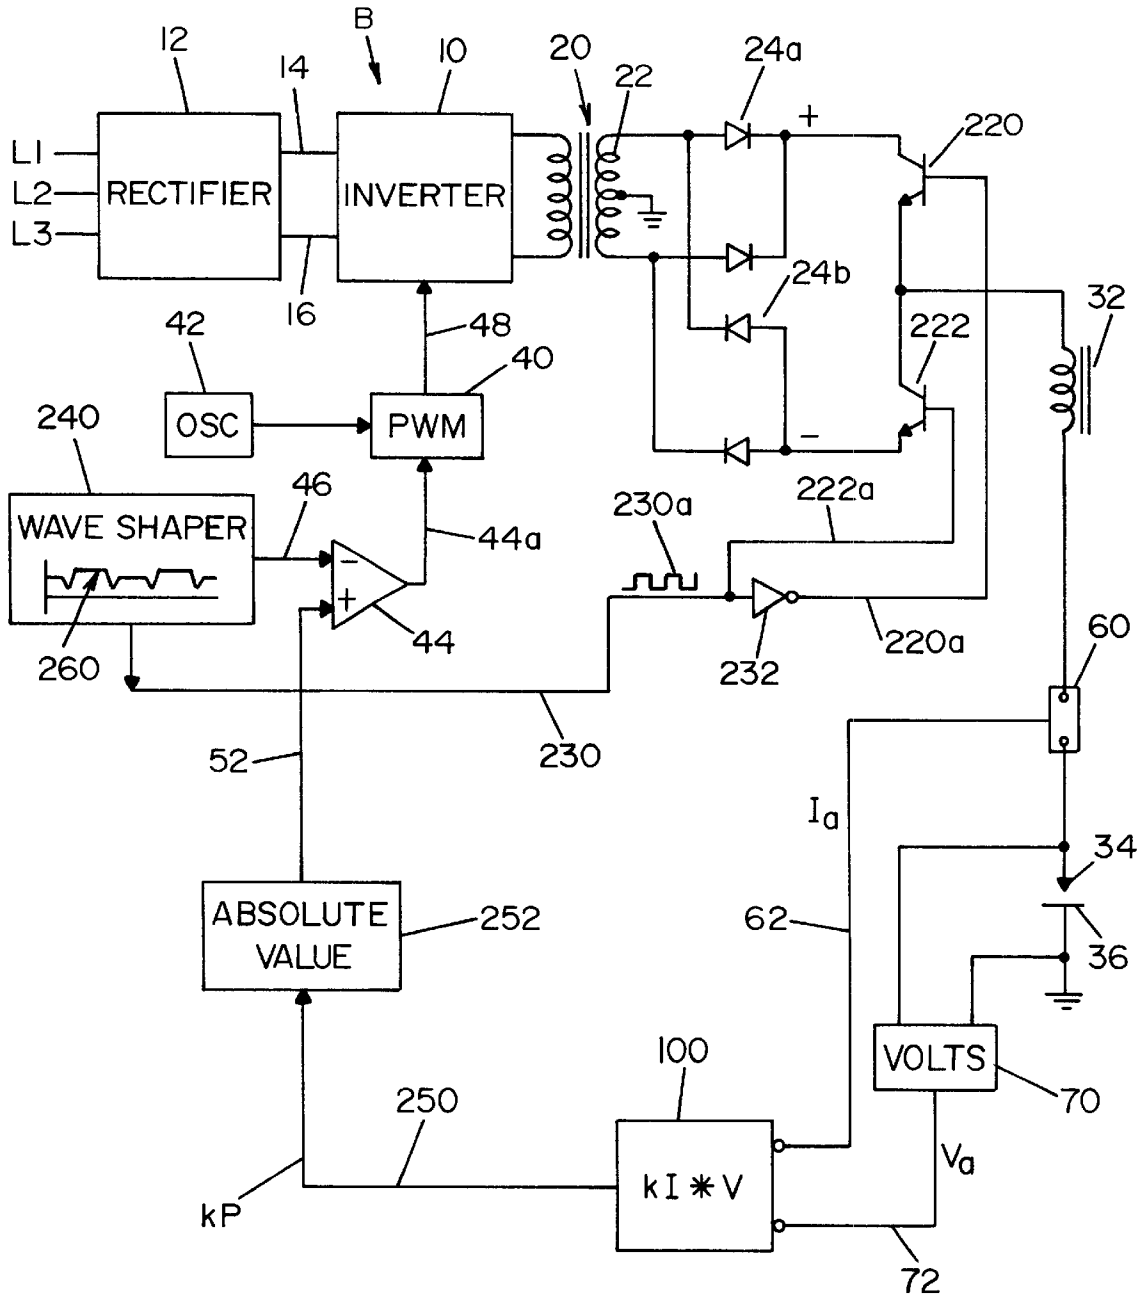 B
12
14
10
20
22
24a
+
220
L1
L2
L3
RECTIFIER
INVERTER
16
42
48
40
24b
222
32
OSC
PWM
240
46
44a
−
222a
230a
WAVE SHAPER
−
+
260
44
232
220a
60
52
230
Ia
34
ABSOLUTE
VALUE
252
62
36
100
VOLTS
70
250
kI * V
Va
kP
72